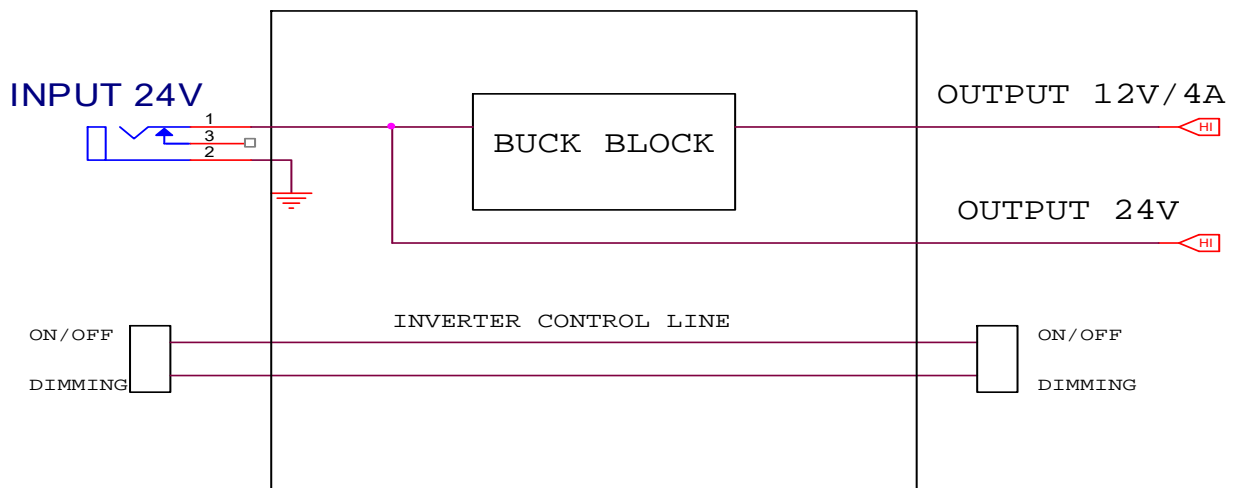 INPUT 24V
1
3
2
BUCK BLOCK
OUTPUT 12V/4A
HI
OUTPUT 24V
HI
INVERTER CONTROL LINE
ON/OFF
DIMMING
ON/OFF
DIMMING